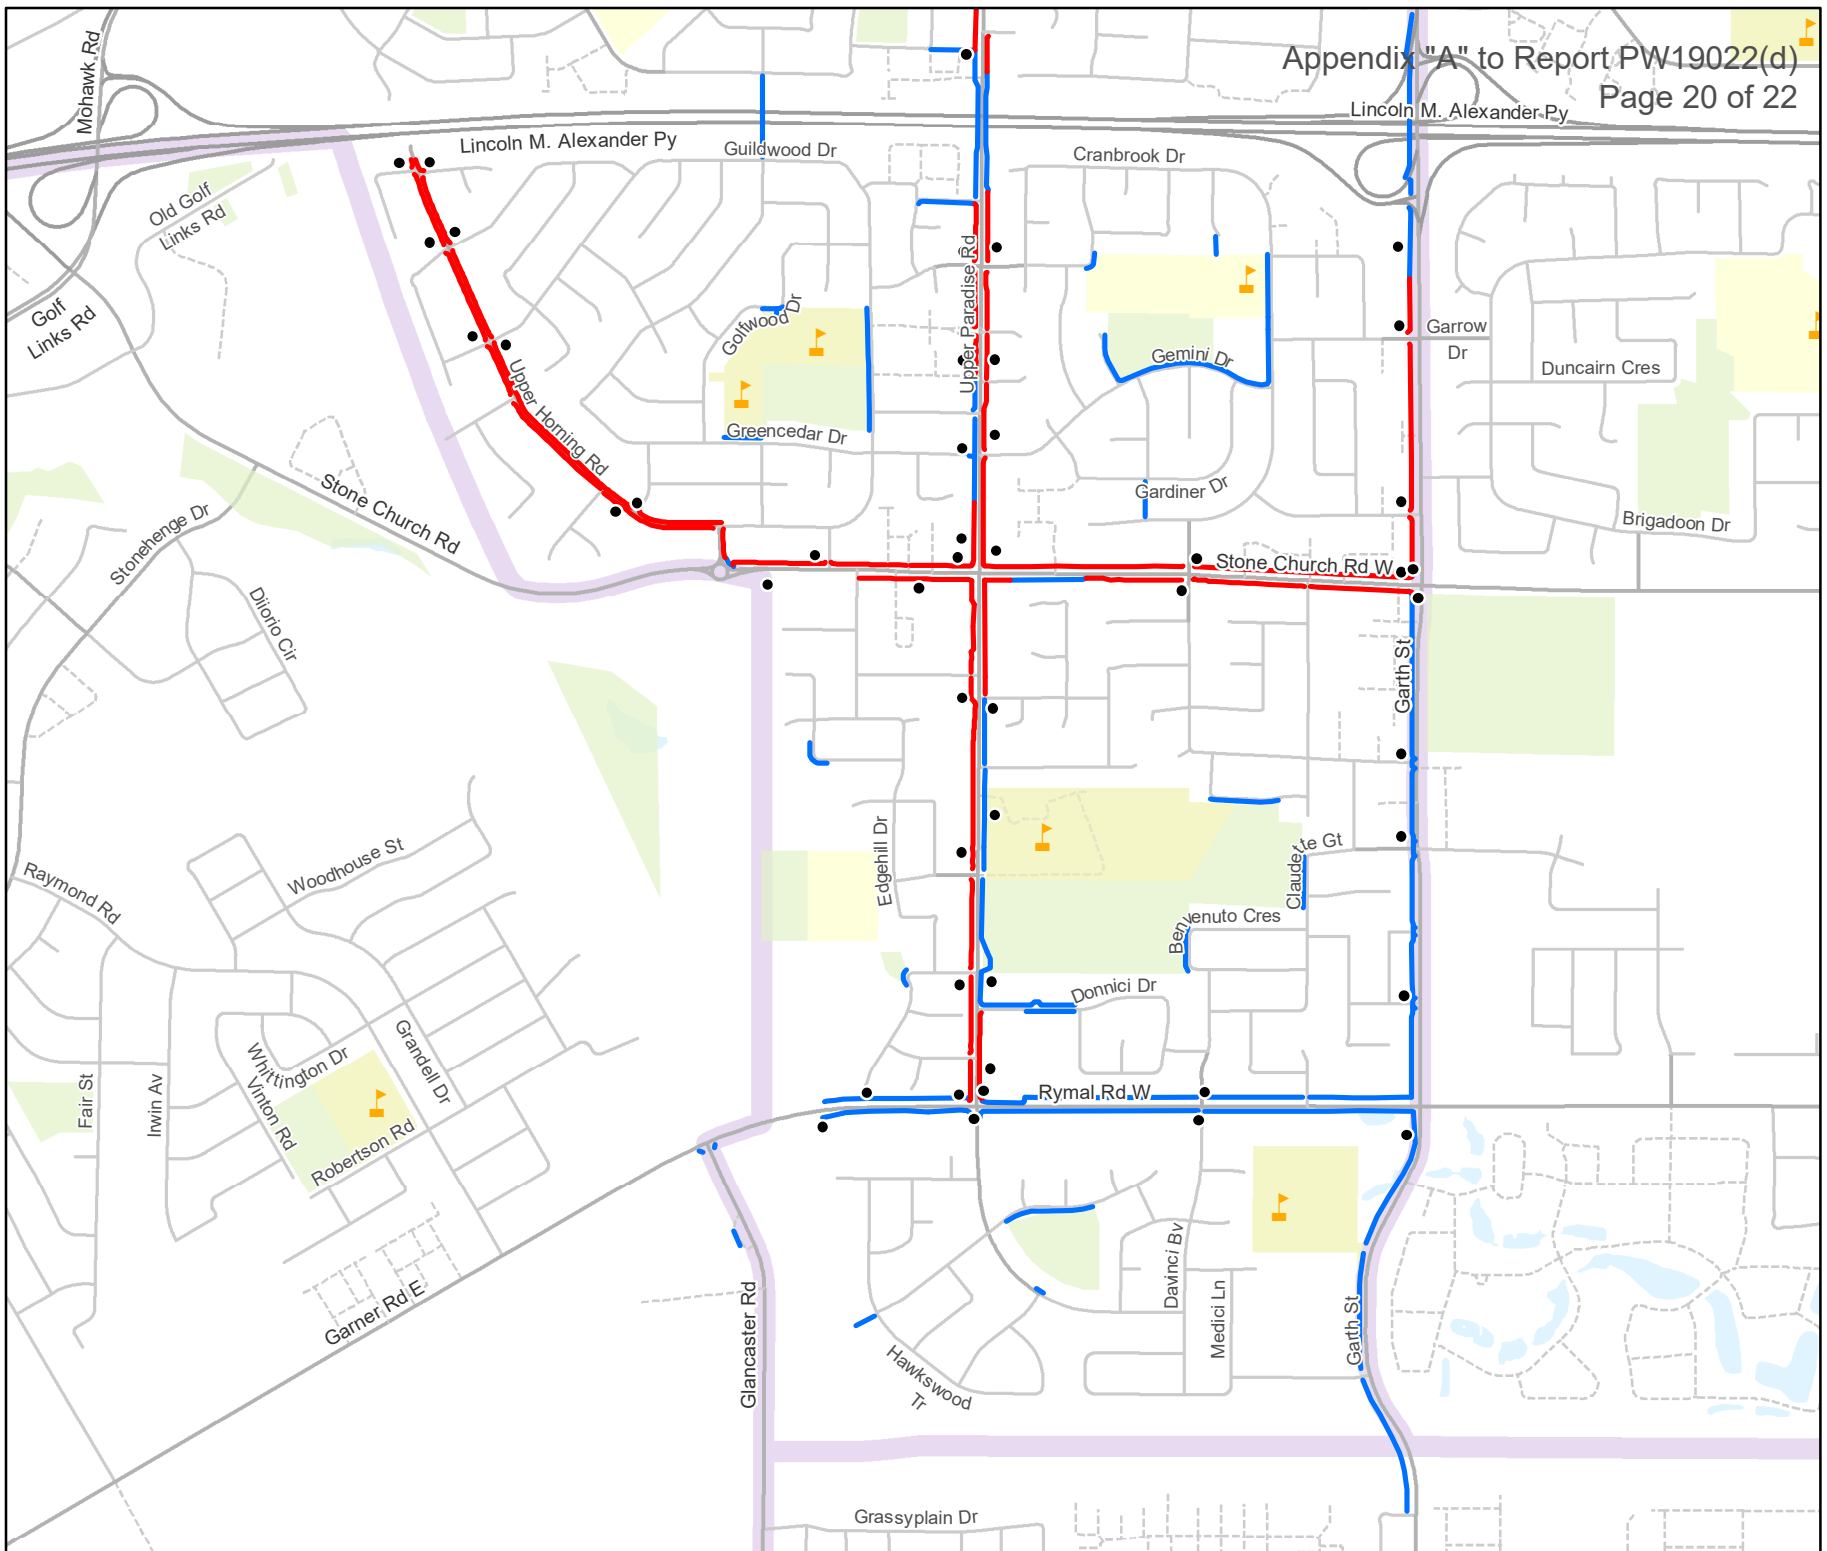 Appendix "A" to Report PW19022(d)
Page 20 of 22
Mohawk Rd
Lincoln M. Alexander Py
Lincoln M. Alexander Py
Guildwood Dr
Cranbrook Dr
Old Golf
Links Rd
Golf
Links Rd
Upper Paradise Rd
Golfwood Dr
Gemini Dr
Garrow
Dr
Duncairn Cres
Upper Horning Rd
Greencedar Dr
Gardiner Dr
Brigadoon Dr
Stone Church Rd
Stonehenge Dr
Stone Church Rd W
Diiorio Cir
Garth St
Edgehill Dr
Claudette Gt
Woodhouse St
Raymond Rd
Benvenuto Cres
Donnici Dr
Whittington Dr
Grandell Dr
Fair St
Irwin Av
Vinton Rd
Robertson Rd
Rymal Rd W
Garner Rd E
Glancaster Rd
Davinci Bv
Medici Ln
Garth St
Hawkswood
Tr
Grassyplain Dr